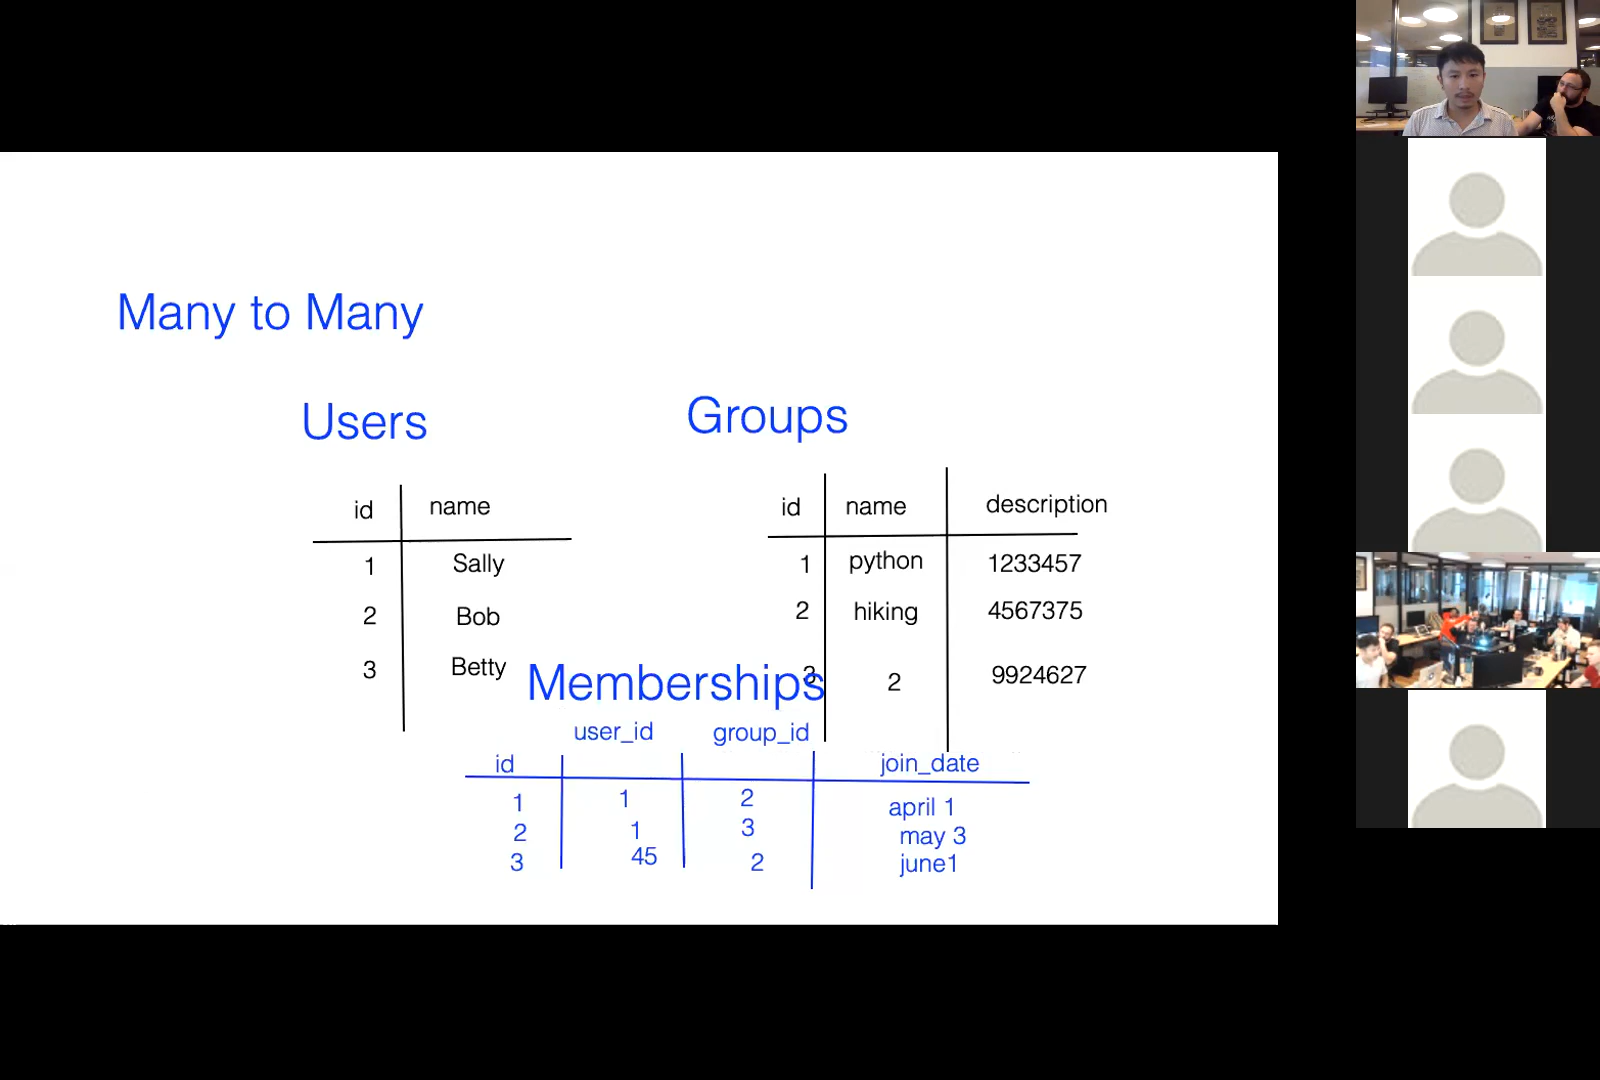 Many to Many
Users
id name
1 Sally
2 Bob
3 Betty
Groups
id name description
1 python 1233457
2 hiking 4567375
3 2 9924627
Memberships
id user_id group_id join_date
1 1 2 april 1
2 1 3 may 3
3 45 2 june1